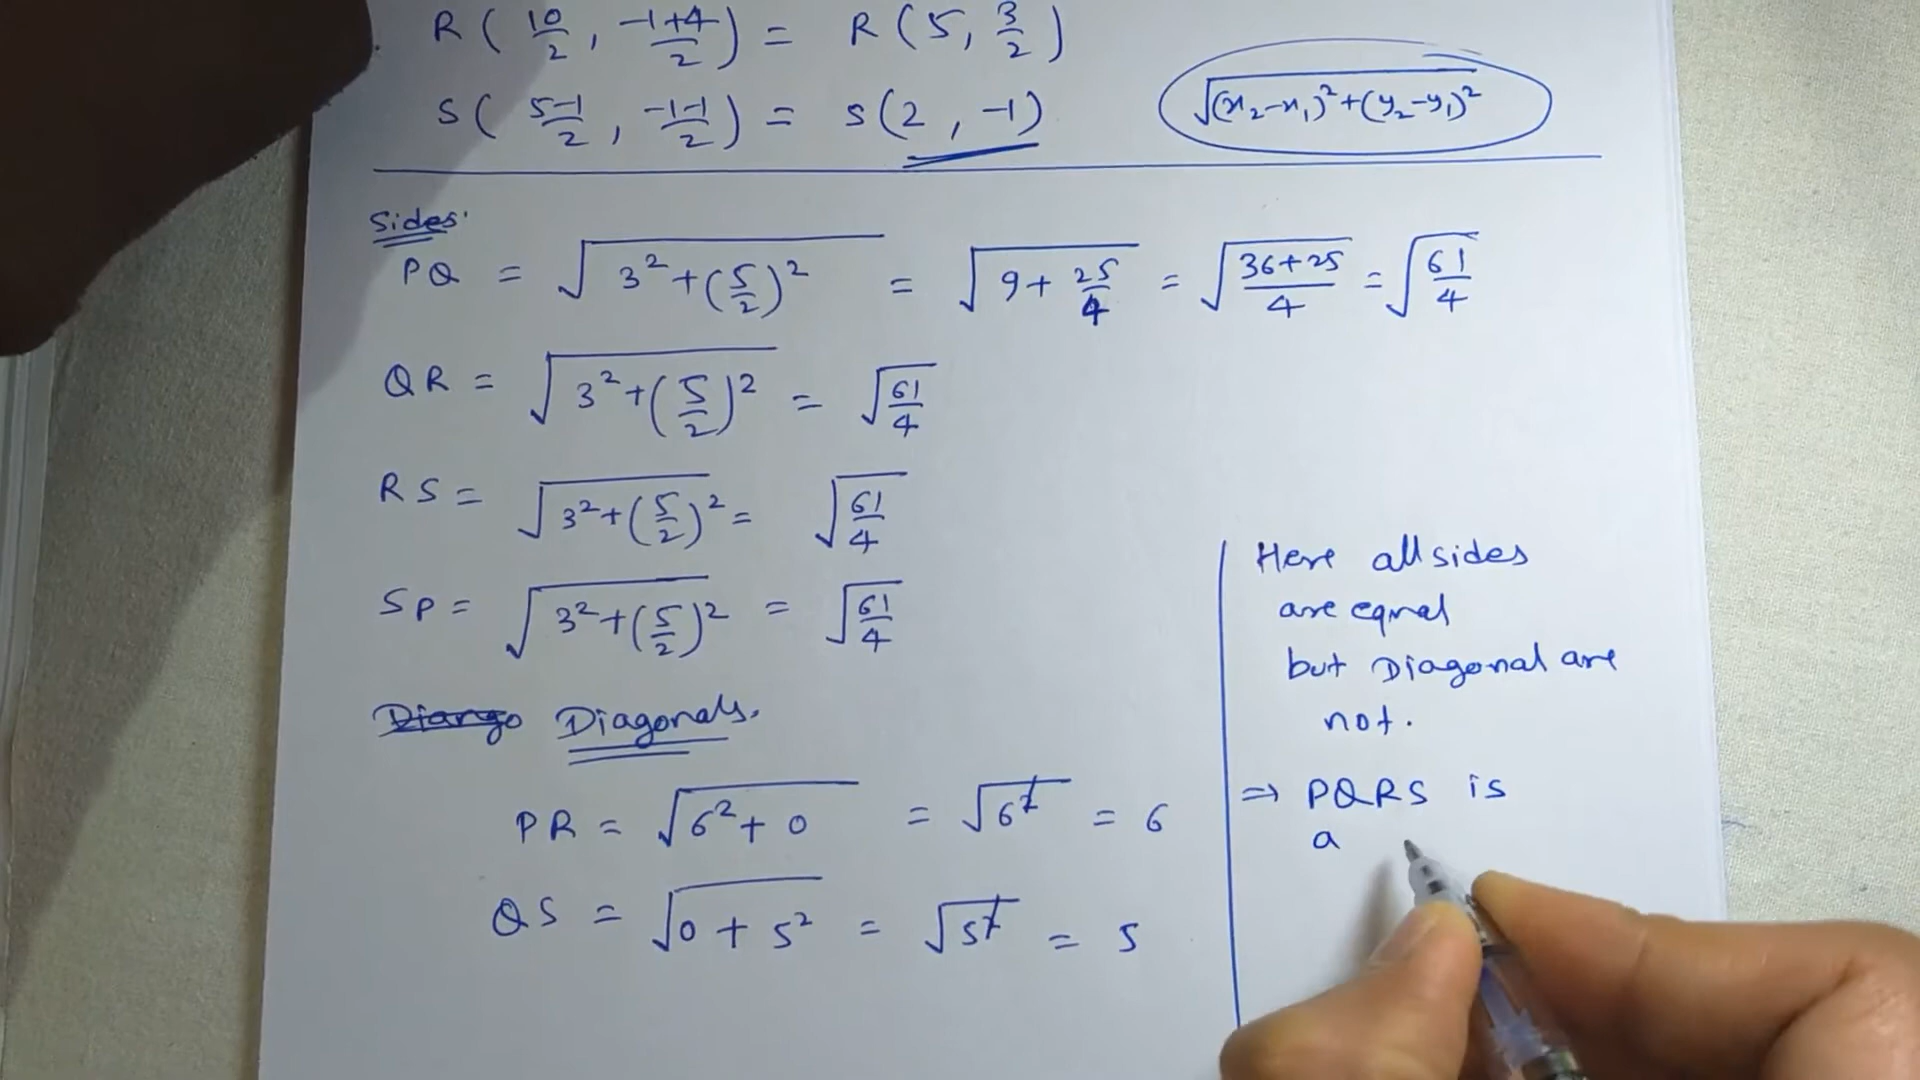 R ( 10/2 , -1+4/2 ) = R ( 5, 3/2 )
S ( 5-1/2 , -1-1/2 ) = S ( 2 , -1 )
√(x₂-x₁)²+(y₂-y₁)²
Sides:
PQ = √3²+(5/2)² = √9+25/4 = √36+25/4 = √61/4
QR = √3²+(5/2)² = √61/4
RS = √3²+(5/2)² = √61/4
SP = √3²+(5/2)² = √61/4
Diango Diagonals.
PR = √6²+0 = √6² = 6
QS = √0+5² = √5² = 5
Here all sides
are equal
but Diagonal are
not.
⇒ PQRS is
a